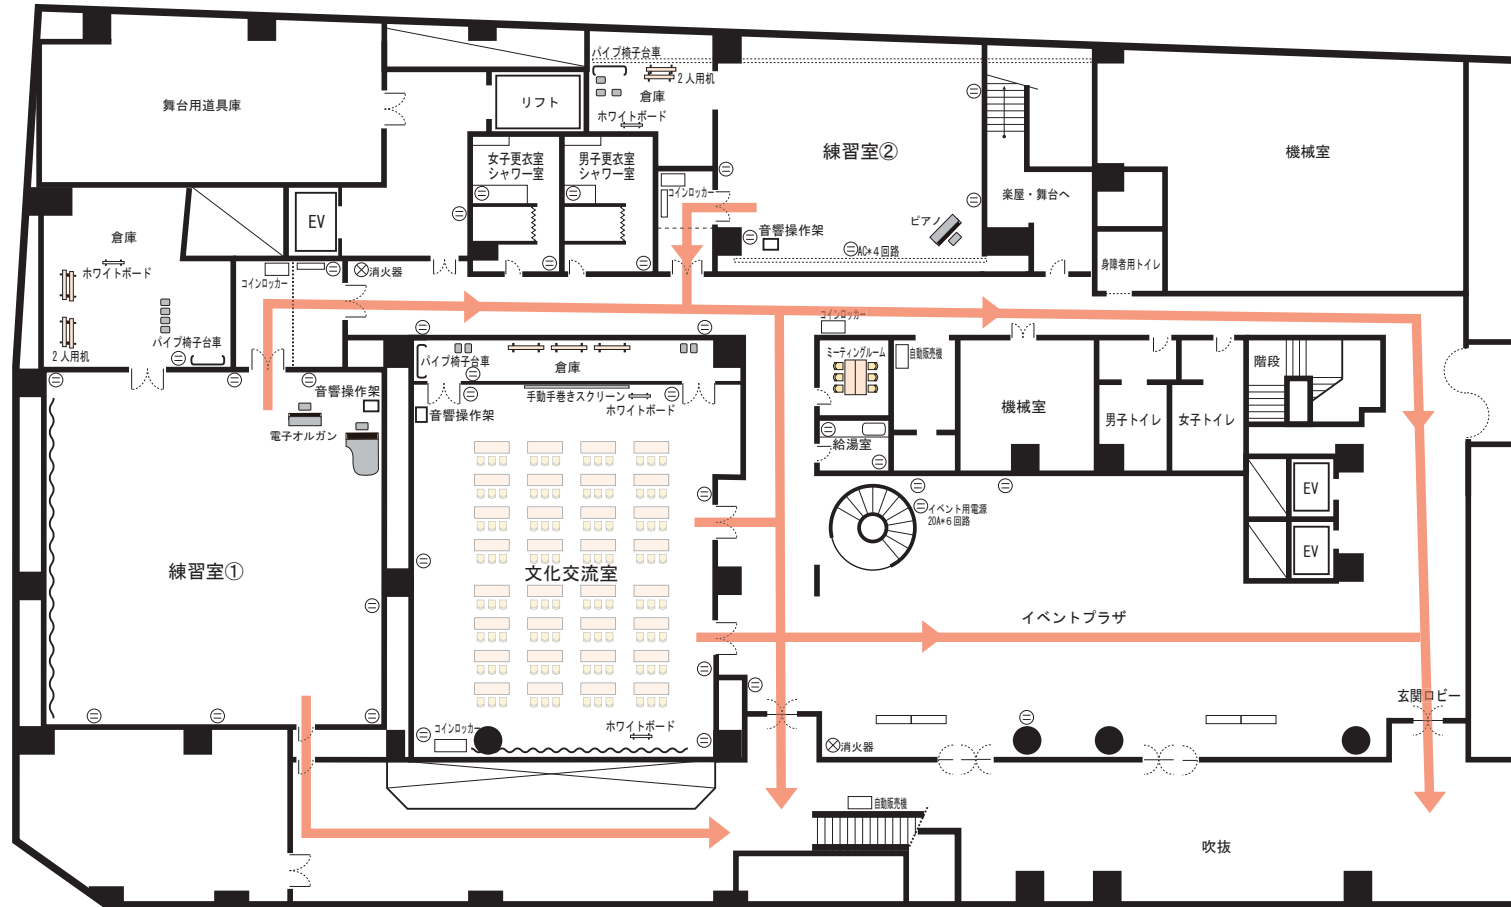 パイプ椅子台車
2人用机
倉庫
ホワイトボード
舞台用道具庫
リフト
女子更衣室
シャワー室
男子更衣室
シャワー室
コインロッカー
練習室②
機械室
楽屋・舞台へ
ピアノ
音響操作架
AC*4回路
身障者用トイレ
EV
倉庫
ホワイトボード
コインロッカー
消火器
パイプ椅子台車
2人用机
コインロッカー
ミーティングルーム
自動販売機
パイプ椅子台車
倉庫
階段
音響操作架
音響操作架
手動手巻きスクリーン
ホワイトボード
電子オルガン
機械室
男子トイレ
女子トイレ
給湯室
EV
イベント用電源
20A*6回路
EV
練習室①
文化交流室
イベントプラザ
玄関ロビー
コインロッカー
ホワイトボード
消火器
自動販売機
吹抜